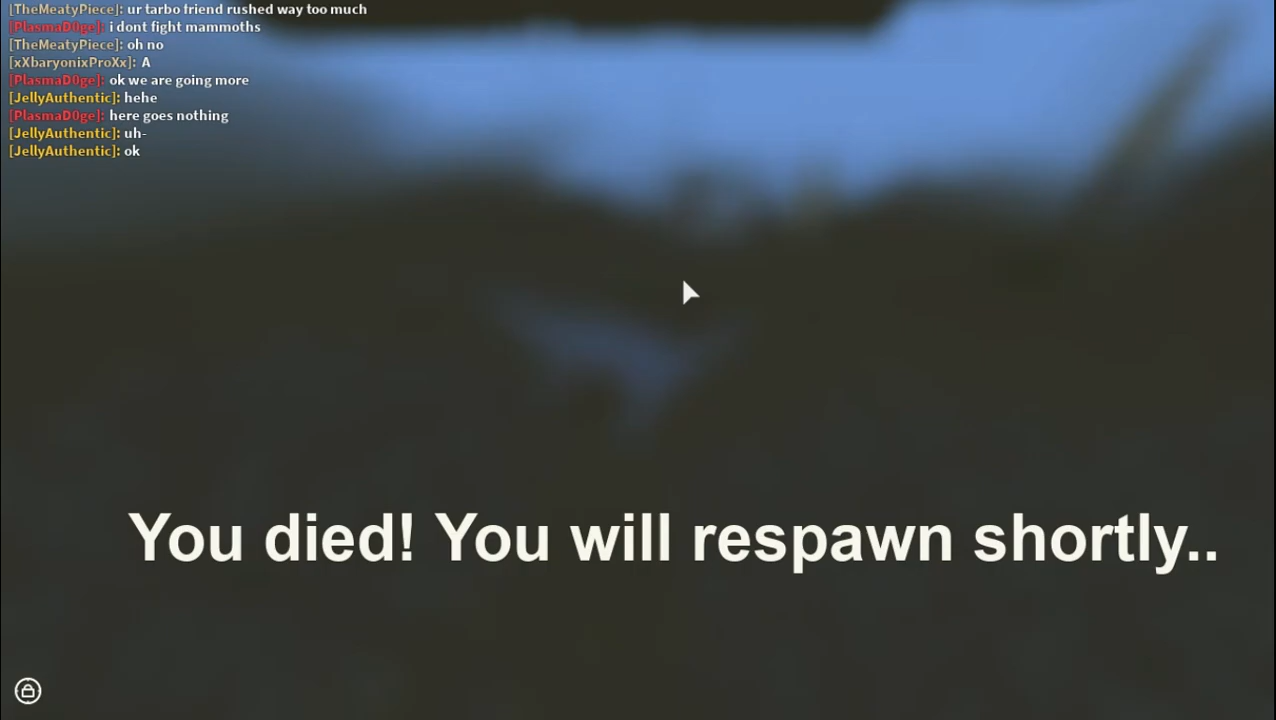 [TheMeatyPiece]: ur tarbo friend rushed way too much
[PlasmaD0ge]: i dont fight mammoths
[TheMeatyPiece]: oh no
[xXbaryonixProXx]: A
[PlasmaD0ge]: ok we are going more
[JellyAuthentic]: hehe
[PlasmaD0ge]: here goes nothing
[JellyAuthentic]: uh-
[JellyAuthentic]: ok
You died! You will respawn shortly..